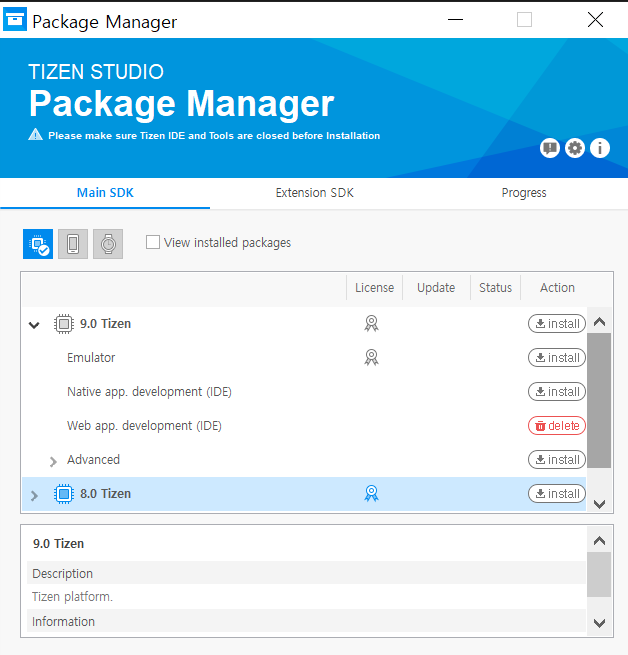 Package Manager
TIZEN STUDIO
Package Manager
Please make sure Tizen IDE and Tools are closed before Installation
Main SDK Extension SDK Progress
View installed packages
License Update Status Action
9.0 Tizen install
Emulator install
Native app. development (IDE) install
Web app. development (IDE) delete
Advanced install
8.0 Tizen install
9.0 Tizen
Description
Tizen platform.
Information